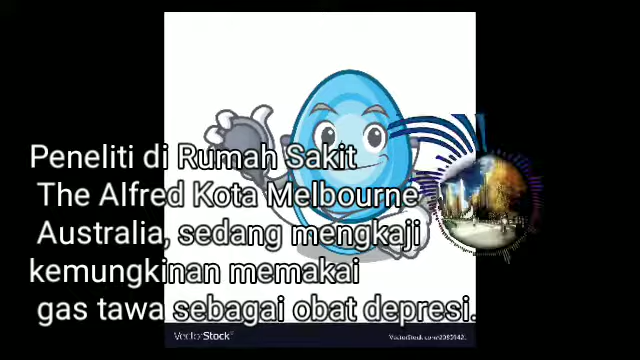 Peneliti di Rumah Sakit
The Alfred Kota Melbourne
Australia, sedang mengkaji
kemungkinan memakai
gas tawa sebagai obat depresi.
VectorStock